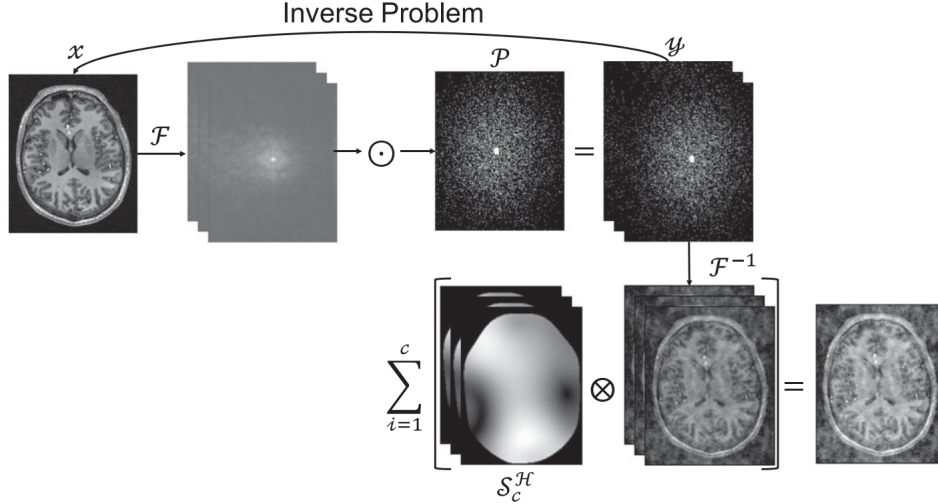 Inverse Problem
𝓍
𝒫
𝓎
ℱ
⊙
=
ℱ⁻¹
c
∑
i=1
⊗
=
𝒮_c^ℋ